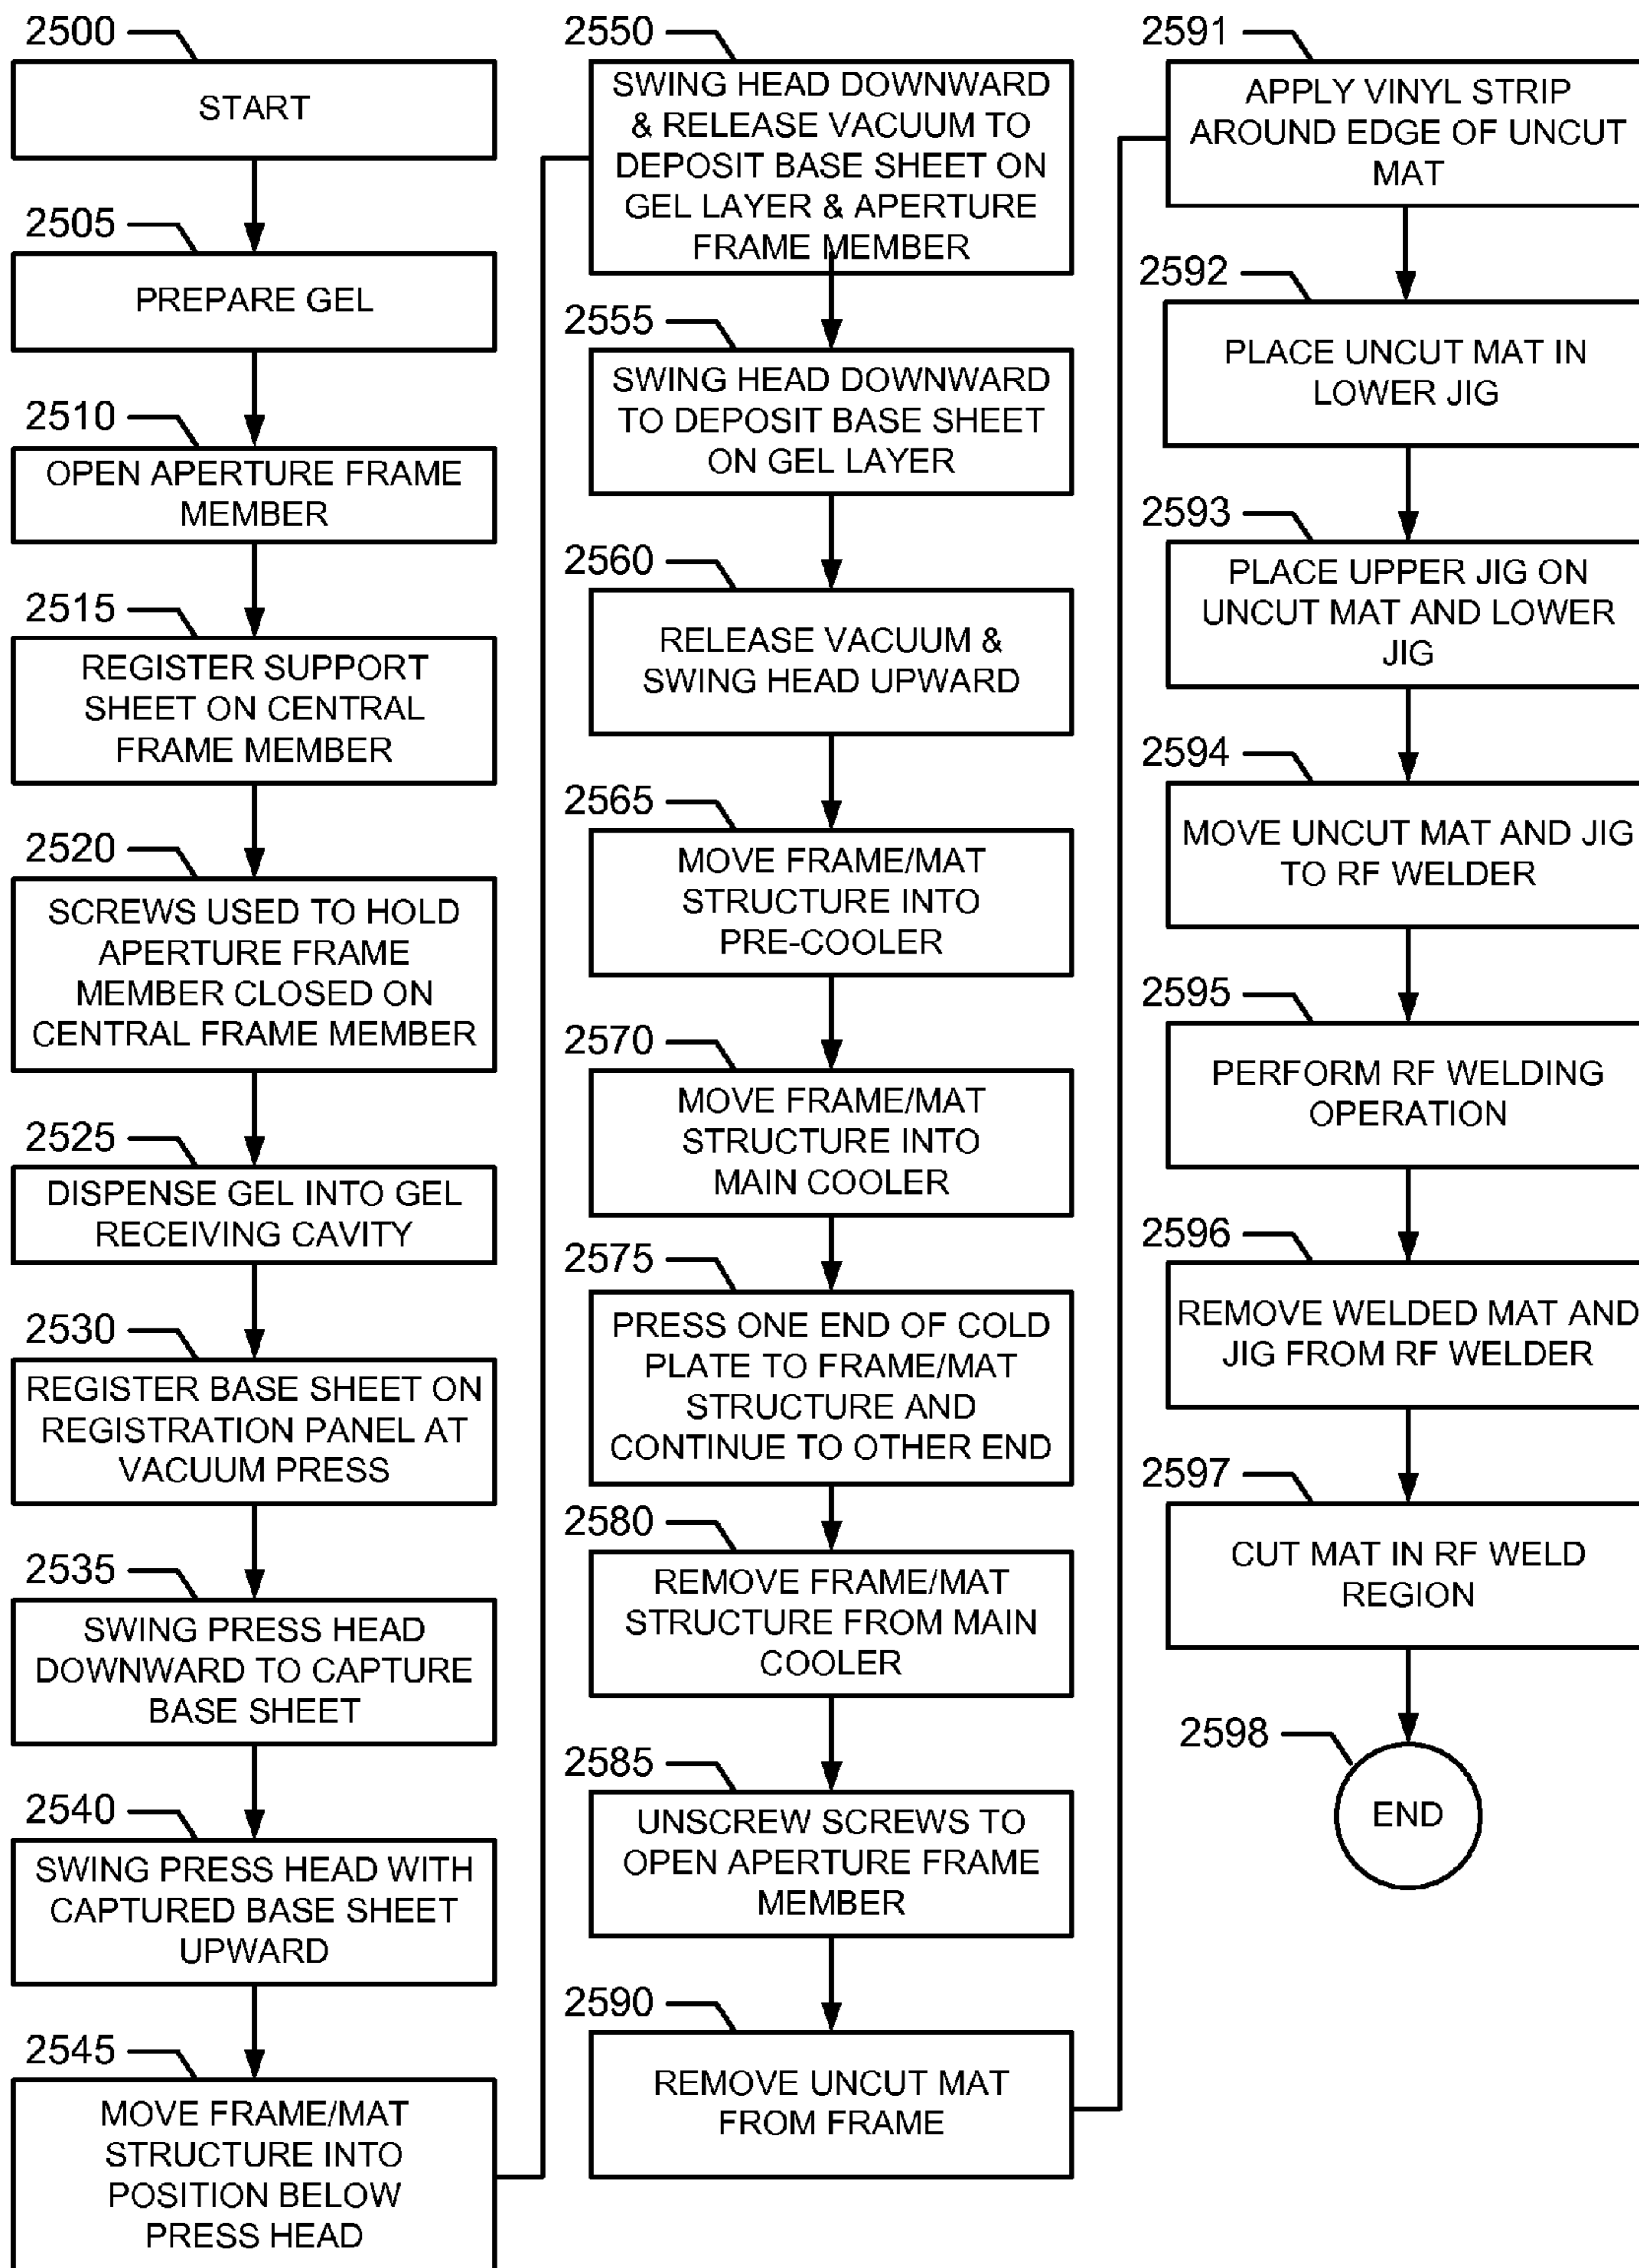 2500
START
2505
PREPARE GEL
2510
OPEN APERTURE FRAME
MEMBER
2515
REGISTER SUPPORT
SHEET ON CENTRAL
FRAME MEMBER
2520
SCREWS USED TO HOLD
APERTURE FRAME
MEMBER CLOSED ON
CENTRAL FRAME MEMBER
2525
DISPENSE GEL INTO GEL
RECEIVING CAVITY
2530
REGISTER BASE SHEET ON
REGISTRATION PANEL AT
VACUUM PRESS
2535
SWING PRESS HEAD
DOWNWARD TO CAPTURE
BASE SHEET
2540
SWING PRESS HEAD WITH
CAPTURED BASE SHEET
UPWARD
2545
MOVE FRAME/MAT
STRUCTURE INTO
POSITION BELOW
PRESS HEAD
2550
SWING HEAD DOWNWARD
& RELEASE VACUUM TO
DEPOSIT BASE SHEET ON
GEL LAYER & APERTURE
FRAME MEMBER
2555
SWING HEAD DOWNWARD
TO DEPOSIT BASE SHEET
ON GEL LAYER
2560
RELEASE VACUUM &
SWING HEAD UPWARD
2565
MOVE FRAME/MAT
STRUCTURE INTO
PRE-COOLER
2570
MOVE FRAME/MAT
STRUCTURE INTO
MAIN COOLER
2575
PRESS ONE END OF COLD
PLATE TO FRAME/MAT
STRUCTURE AND
CONTINUE TO OTHER END
2580
REMOVE FRAME/MAT
STRUCTURE FROM MAIN
COOLER
2585
UNSCREW SCREWS TO
OPEN APERTURE FRAME
MEMBER
2590
REMOVE UNCUT MAT
FROM FRAME
2591
APPLY VINYL STRIP
AROUND EDGE OF UNCUT
MAT
2592
PLACE UNCUT MAT IN
LOWER JIG
2593
PLACE UPPER JIG ON
UNCUT MAT AND LOWER
JIG
2594
MOVE UNCUT MAT AND JIG
TO RF WELDER
2595
PERFORM RF WELDING
OPERATION
2596
REMOVE WELDED MAT AND
JIG FROM RF WELDER
2597
CUT MAT IN RF WELD
REGION
2598
END